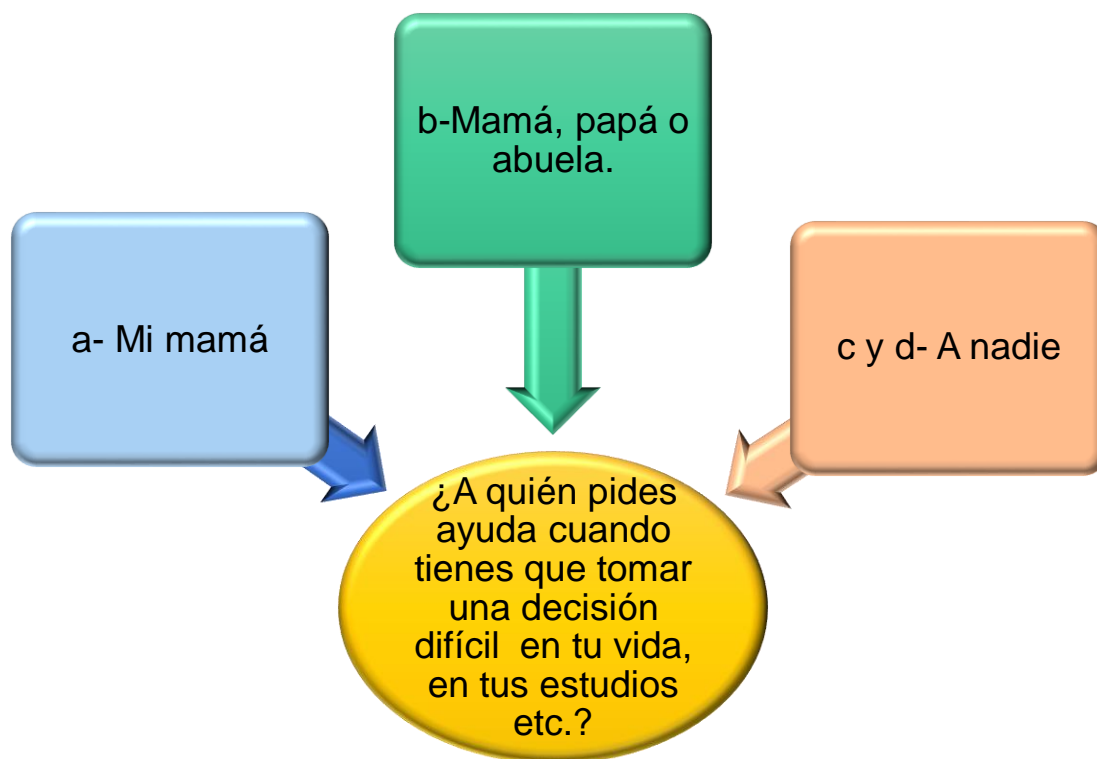 b-Mamá, papá o
abuela.
a- Mi mamá
c y d- A nadie
¿A quién pides
ayuda cuando
tienes que tomar
una decisión
difícil en tu vida,
en tus estudios
etc.?